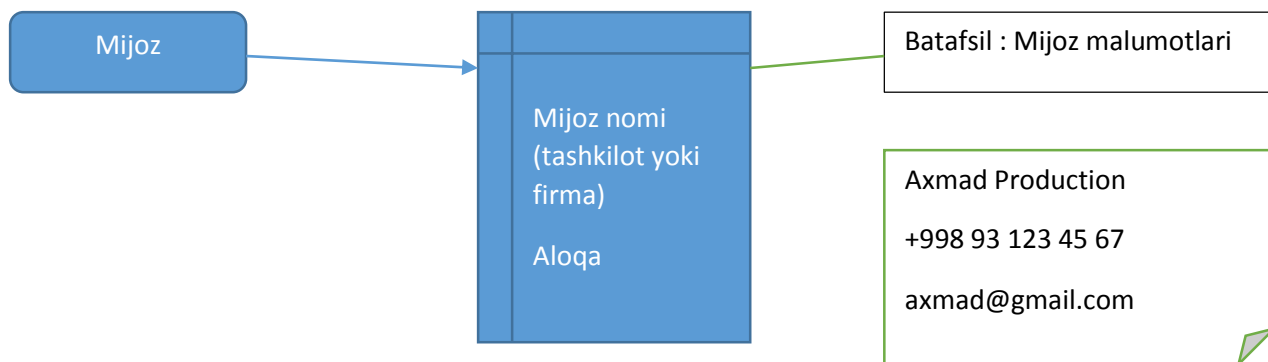 Mijoz
Mijoz nomi
(tashkilot yoki
firma)
Aloqa
Batafsil : Mijoz malumotlari
Axmad Production
+998 93 123 45 67
axmad@gmail.com